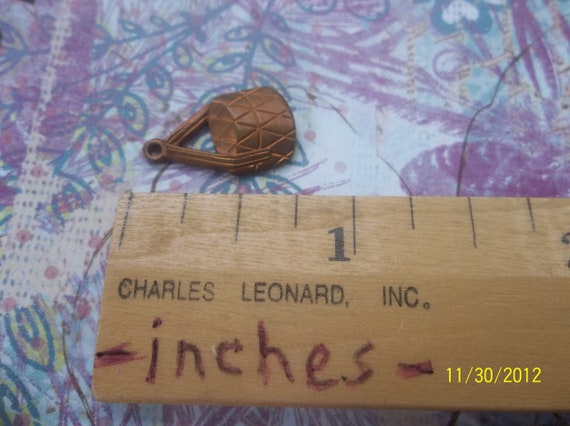 1
CHARLES LEONARD, INC.
-inches-
11/30/2012